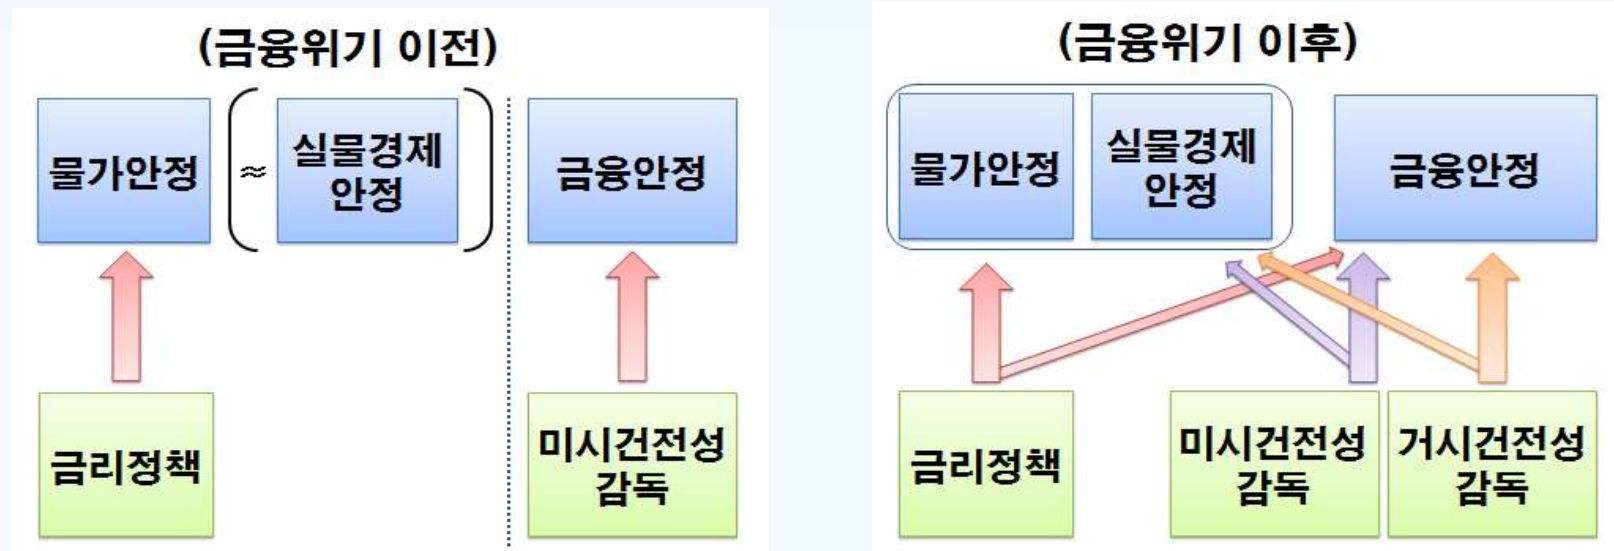 (금융위기 이전)
물가안정
≈
실물경제
안정
금융안정
금리정책
미시건전성
감독
(금융위기 이후)
물가안정
실물경제
안정
금융안정
금리정책
미시건전성
감독
거시건전성
감독